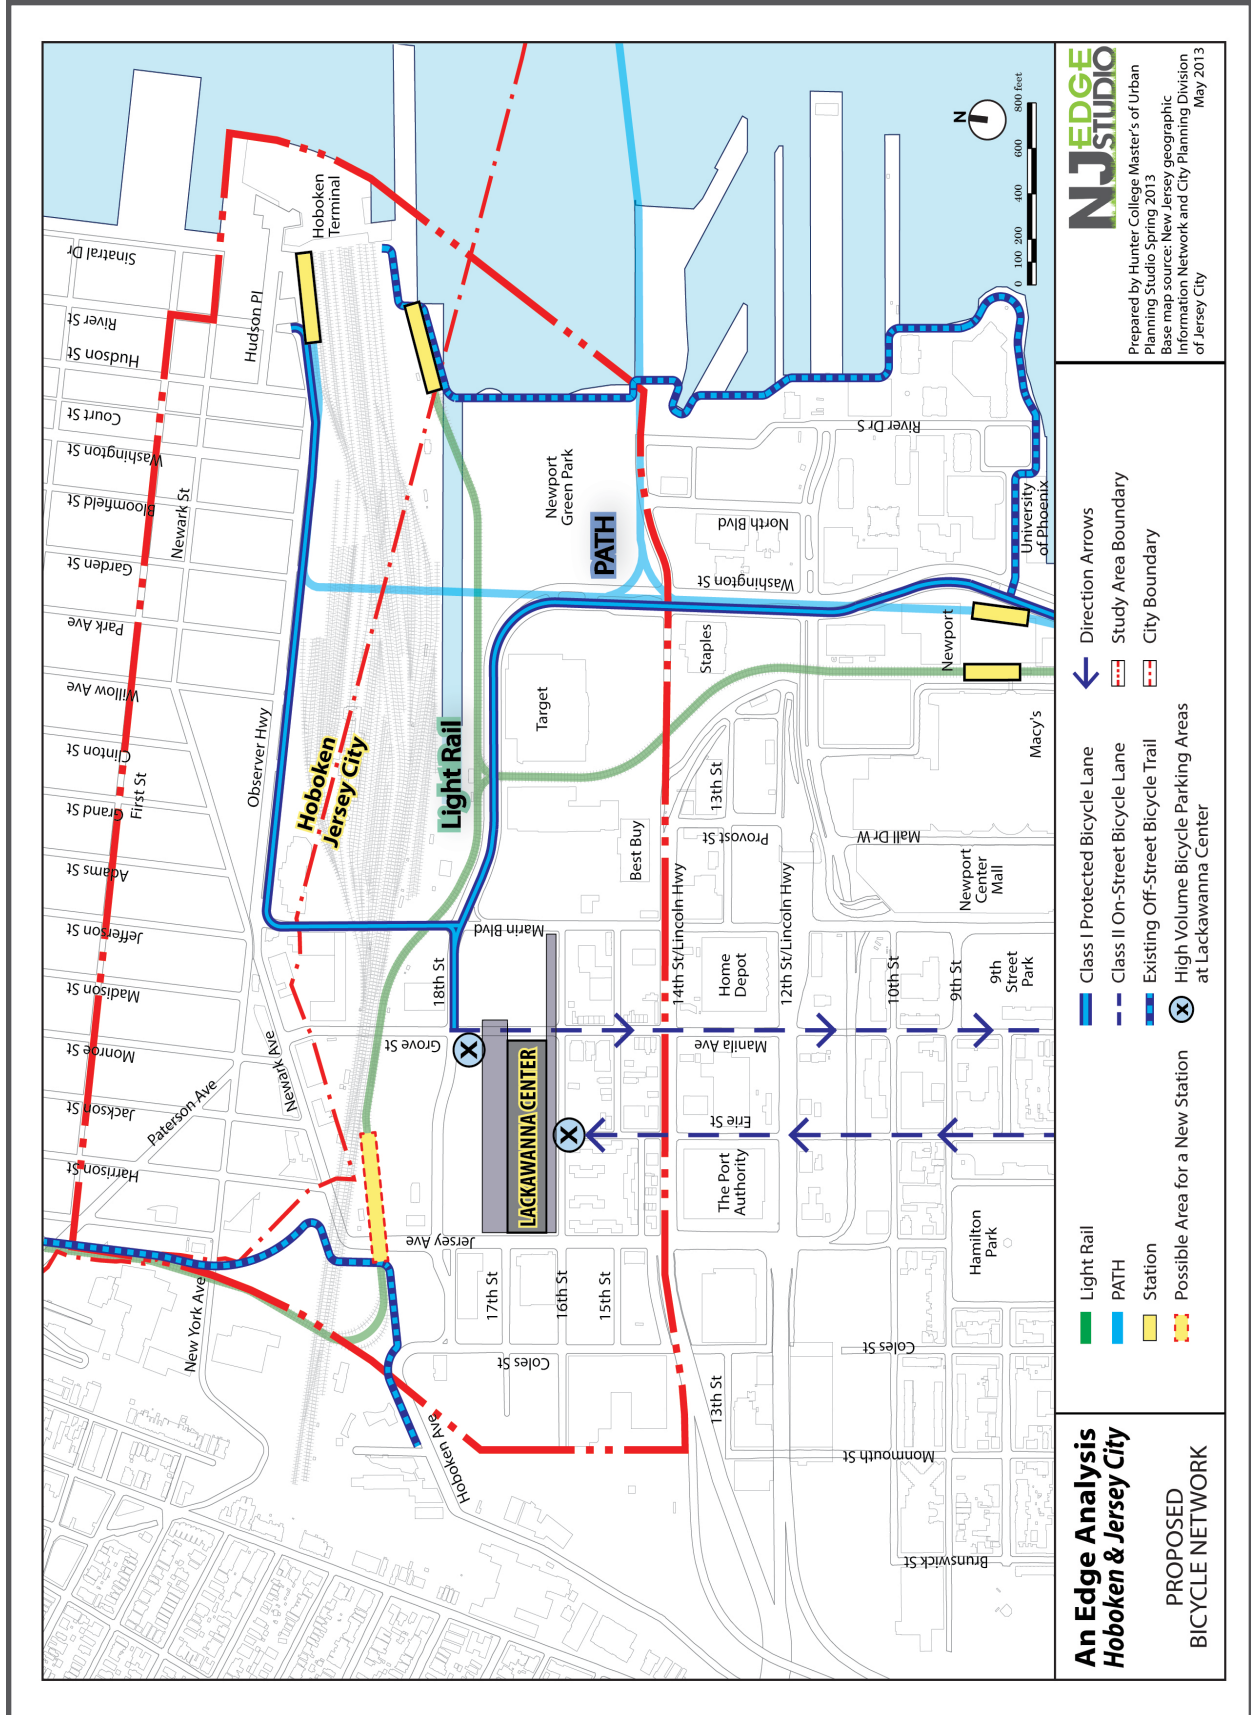 Sinatral Dr
River St
Hudson St
Court St
Washington St
Bloomfield St
Garden St
Park Ave
Willow Ave
Clinton St
Grand St
Adams St
Jefferson St
Madison St
Monroe St
Jackson St
Harrison St
Paterson Ave
Newark Ave
New York Ave
First St
Newark St
Hudson Pl
Observer Hwy
Hoboken
Terminal
Hoboken
Jersey City
Light Rail
PATH
Newport
Green Park
Target
Staples
Best Buy
Marin Blvd
18th St
Grove St
LACKAWANNA CENTER
X
X
Jersey Ave
17th St
16th St
15th St
Coles St
Hoboken Ave
14th St/Lincoln Hwy
13th St
Provost St
12th St/Lincoln Hwy
Home
Depot
Manila Ave
Erie St
The Port
Authority
13th St
Monmouth St
Coles St
Brunswick St
Hamilton
Park
10th St
9th St
9th
Street
Park
Newport
Center
Mall
Mall Dr W
Macy's
Newport
Washington St
North Blvd
River Dr S
University
of Phoenix
N
0 100 200 400 600 800 feet
An Edge Analysis
Hoboken & Jersey City
PROPOSED
BICYCLE NETWORK
Light Rail
PATH
Station
Possible Area for a New Station
Class I Protected Bicycle Lane
Class II On-Street Bicycle Lane
Existing Off-Street Bicycle Trail
X
High Volume Bicycle Parking Areas
at Lackawanna Center
Direction Arrows
Study Area Boundary
City Boundary
NJ EDGE
STUDIO
Prepared by Hunter College Master's of Urban
Planning Studio Spring 2013
Base map source: New Jersey geographic
Information Network and City Planning Division
of Jersey City
May 2013